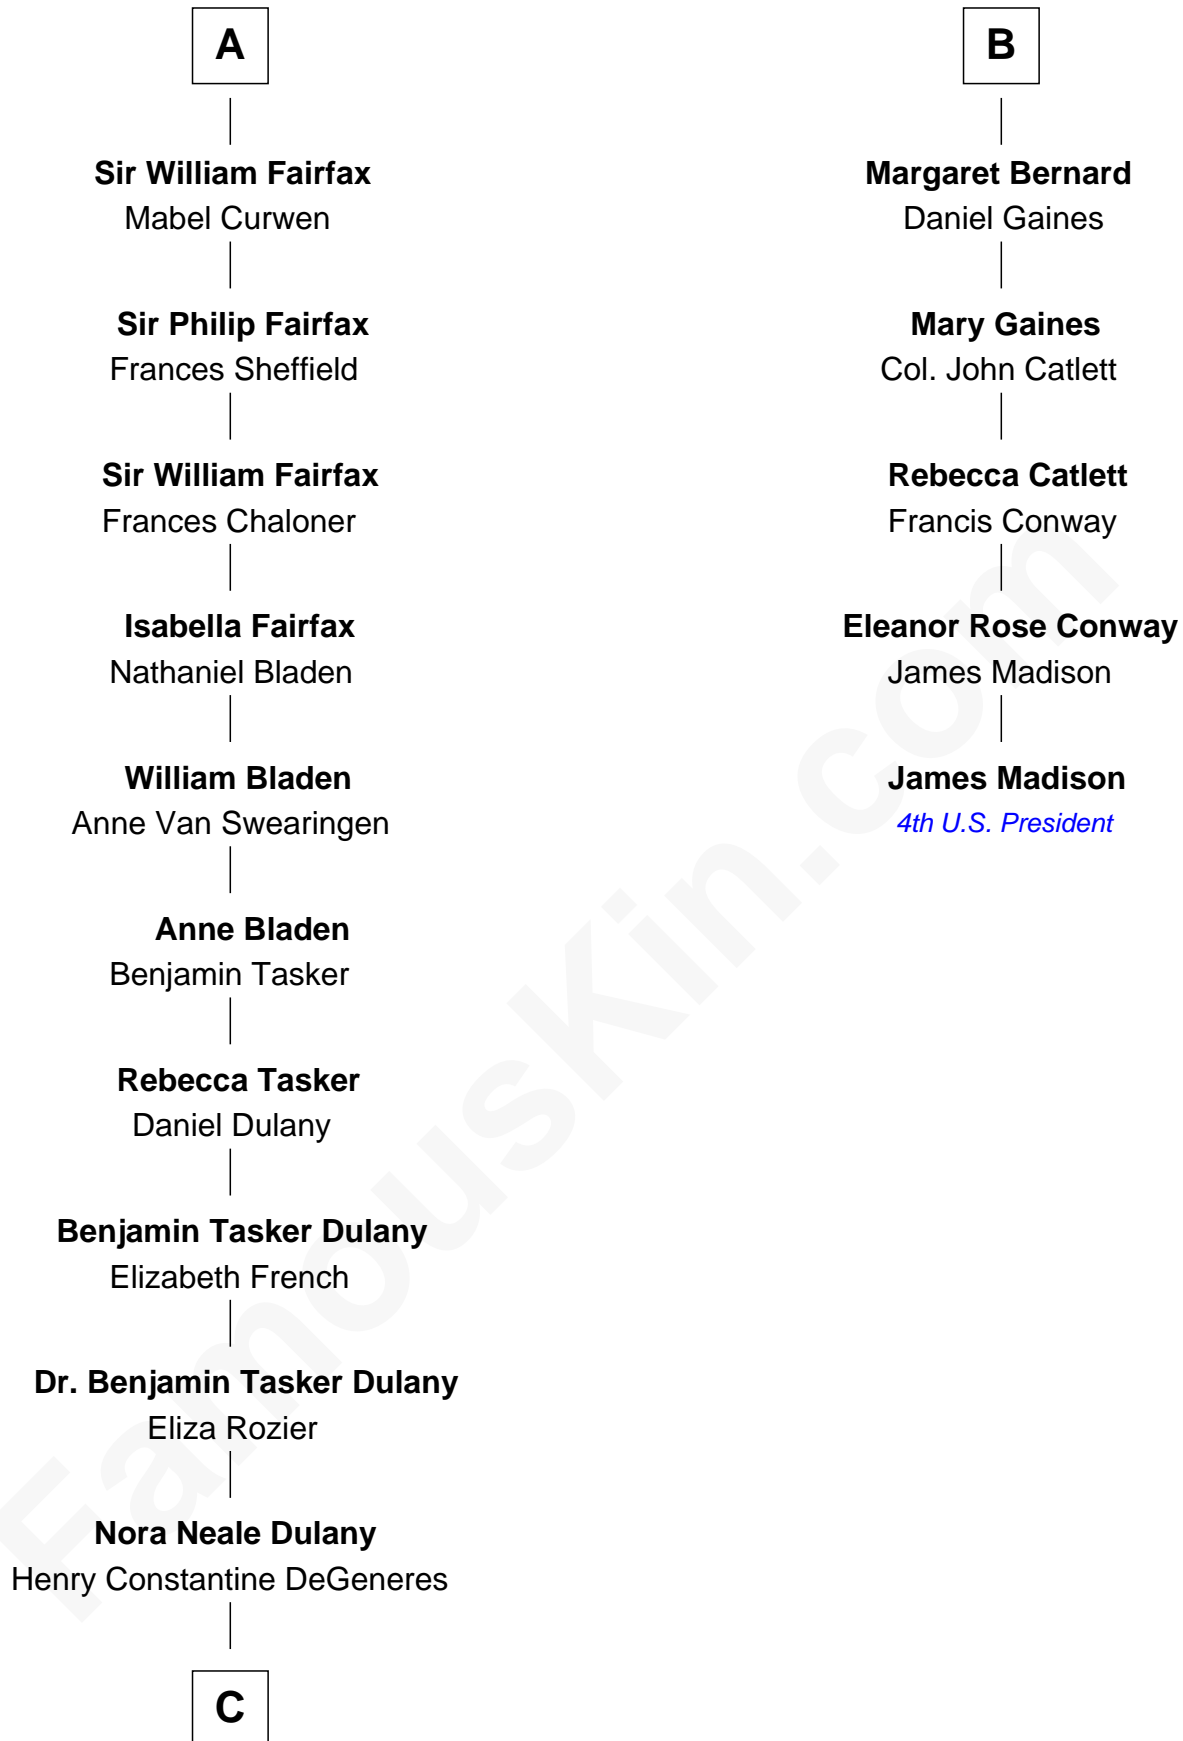 A
Sir William Fairfax
Mabel Curwen
Sir Philip Fairfax
Frances Sheffield
Sir William Fairfax
Frances Chaloner
Isabella Fairfax
Nathaniel Bladen
William Bladen
Anne Van Swearingen
Anne Bladen
Benjamin Tasker
Rebecca Tasker
Daniel Dulany
Benjamin Tasker Dulany
Elizabeth French
Dr. Benjamin Tasker Dulany
Eliza Rozier
Nora Neale Dulany
Henry Constantine DeGeneres
C
B
Margaret Bernard
Daniel Gaines
Mary Gaines
Col. John Catlett
Rebecca Catlett
Francis Conway
Eleanor Rose Conway
James Madison
James Madison
4th U.S. President
FamousKin.com